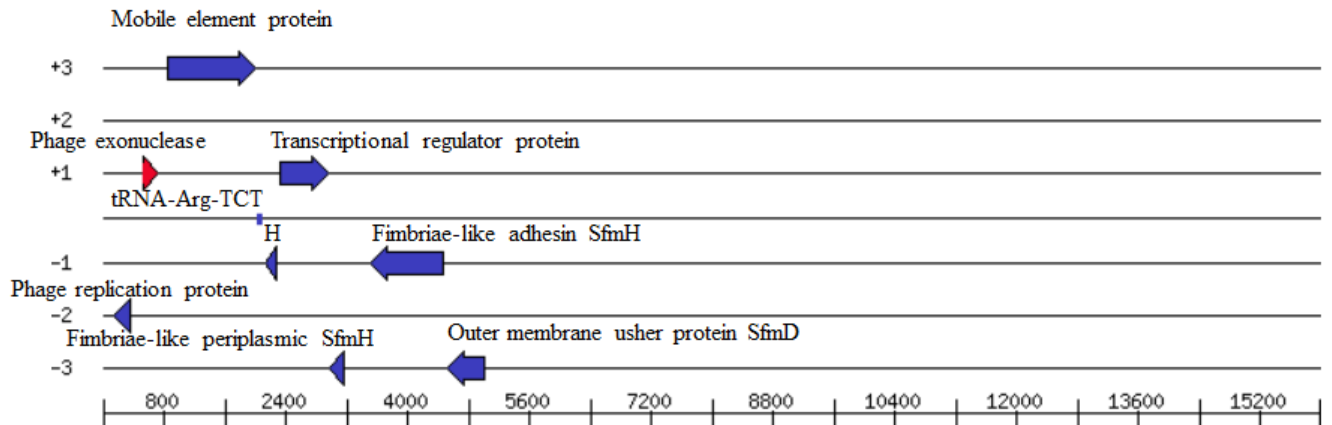 Mobile element protein
+3
+2
Phage exonuclease Transcriptional regulator protein
+1
tRNA-Arg-TCT
H Fimbriae-like adhesin SfmH
-1
Phage replication protein
-2
Fimbriae-like periplasmic SfmH Outer membrane usher protein SfmD
-3
800 2400 4000 5600 7200 8800 10400 12000 13600 15200